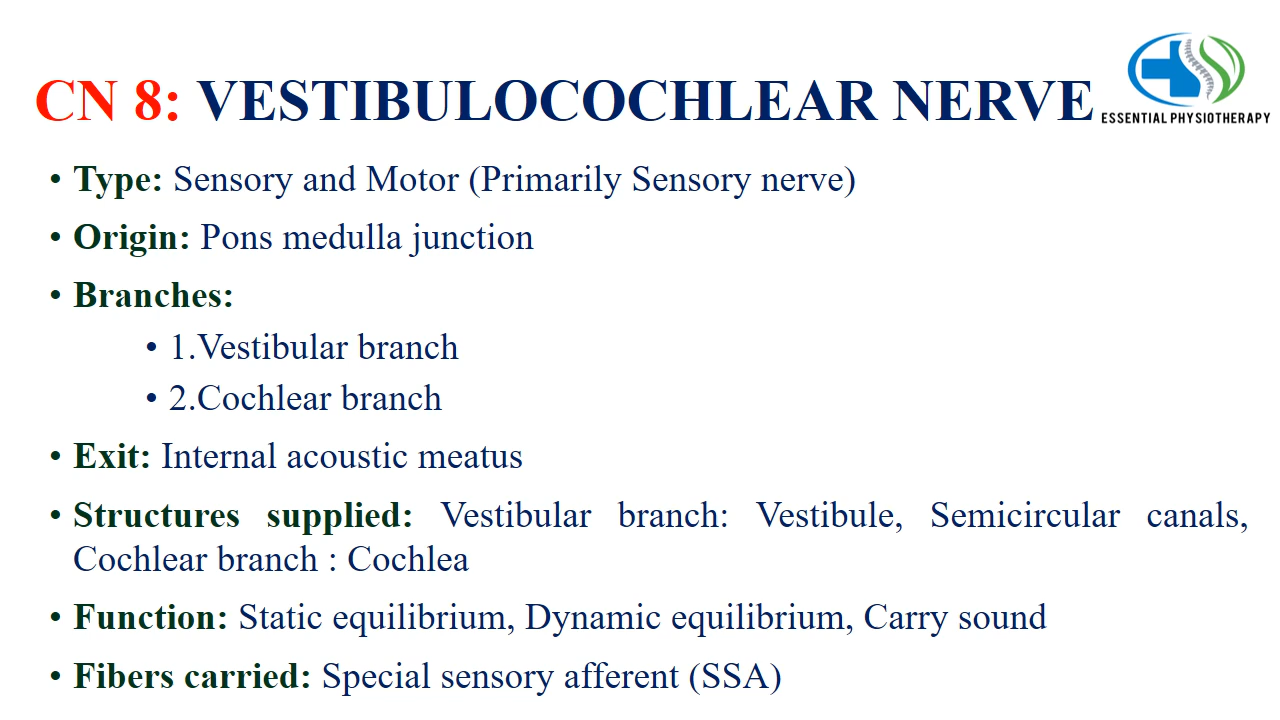 CN 8: VESTIBULOCOCHLEAR NERVE
ESSENTIAL PHYSIOTHERAPY
• Type: Sensory and Motor (Primarily Sensory nerve)
• Origin: Pons medulla junction
• Branches:
• 1.Vestibular branch
• 2.Cochlear branch
• Exit: Internal acoustic meatus
• Structures supplied: Vestibular branch: Vestibule, Semicircular canals,
Cochlear branch : Cochlea
• Function: Static equilibrium, Dynamic equilibrium, Carry sound
• Fibers carried: Special sensory afferent (SSA)